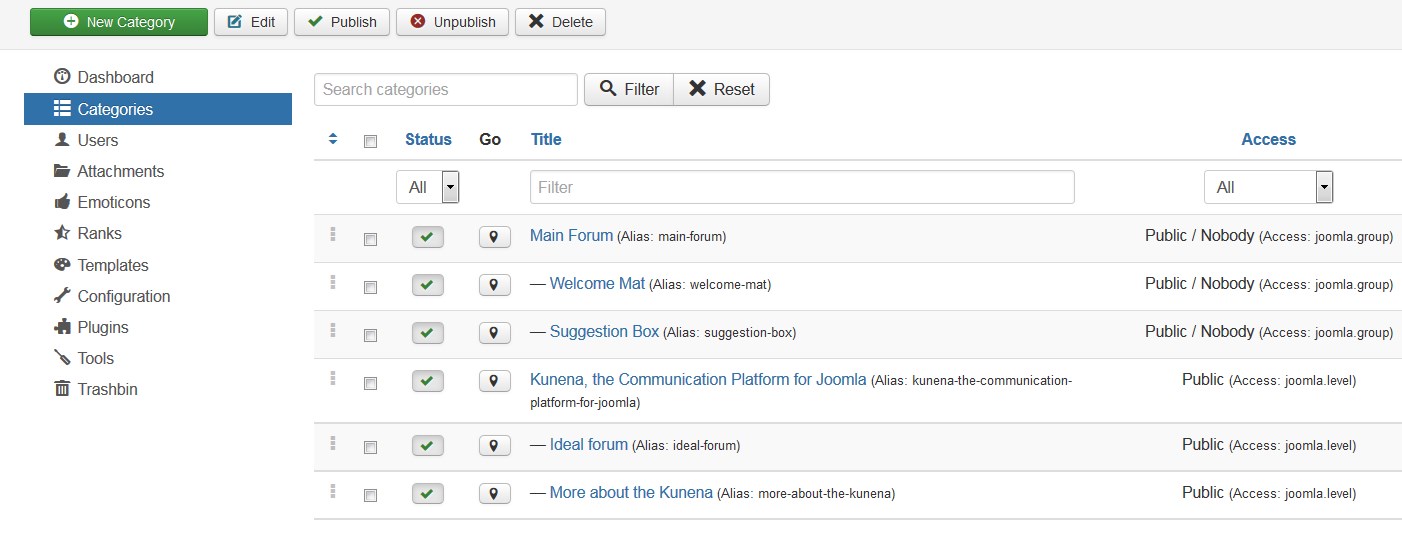 New Category Edit Publish Unpublish Delete
Dashboard
Categories
Users
Attachments
Emoticons
Ranks
Templates
Configuration
Plugins
Tools
Trashbin
Search categories Filter Reset
Status Go Title Access
All Filter All
Main Forum (Alias: main-forum) Public / Nobody (Access: joomla.group)
— Welcome Mat (Alias: welcome-mat) Public / Nobody (Access: joomla.group)
— Suggestion Box (Alias: suggestion-box) Public / Nobody (Access: joomla.group)
Kunena, the Communication Platform for Joomla (Alias: kunena-the-communication- Public (Access: joomla.level)
platform-for-joomla)
— Ideal forum (Alias: ideal-forum) Public (Access: joomla.level)
— More about the Kunena (Alias: more-about-the-kunena) Public (Access: joomla.level)